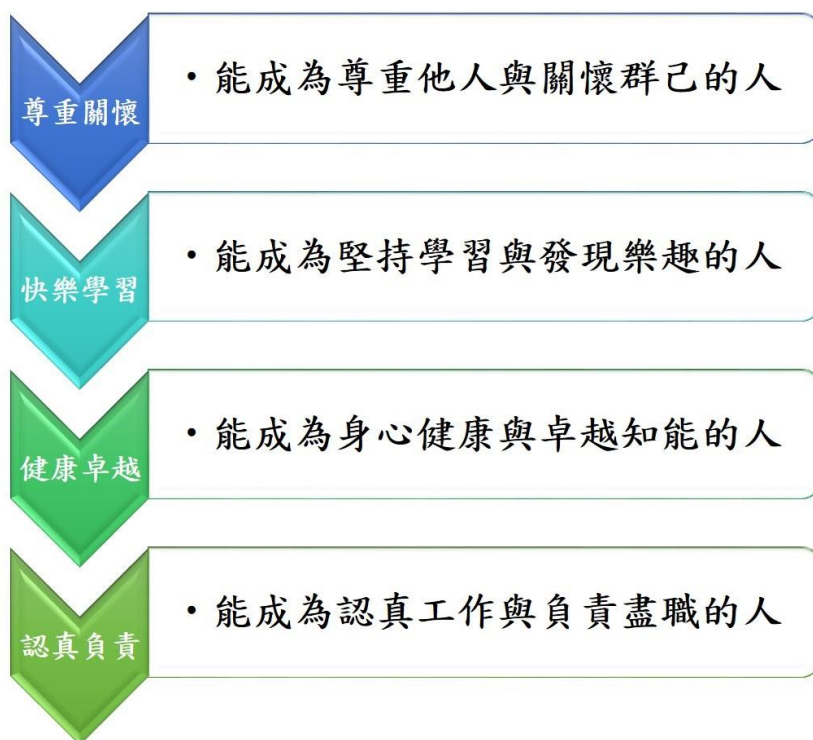 尊重關懷
•能成為尊重他人與關懷群己的人
快樂學習
•能成為堅持學習與發現樂趣的人
健康卓越
•能成為身心健康與卓越知能的人
認真負責
•能成為認真工作與負責盡職的人